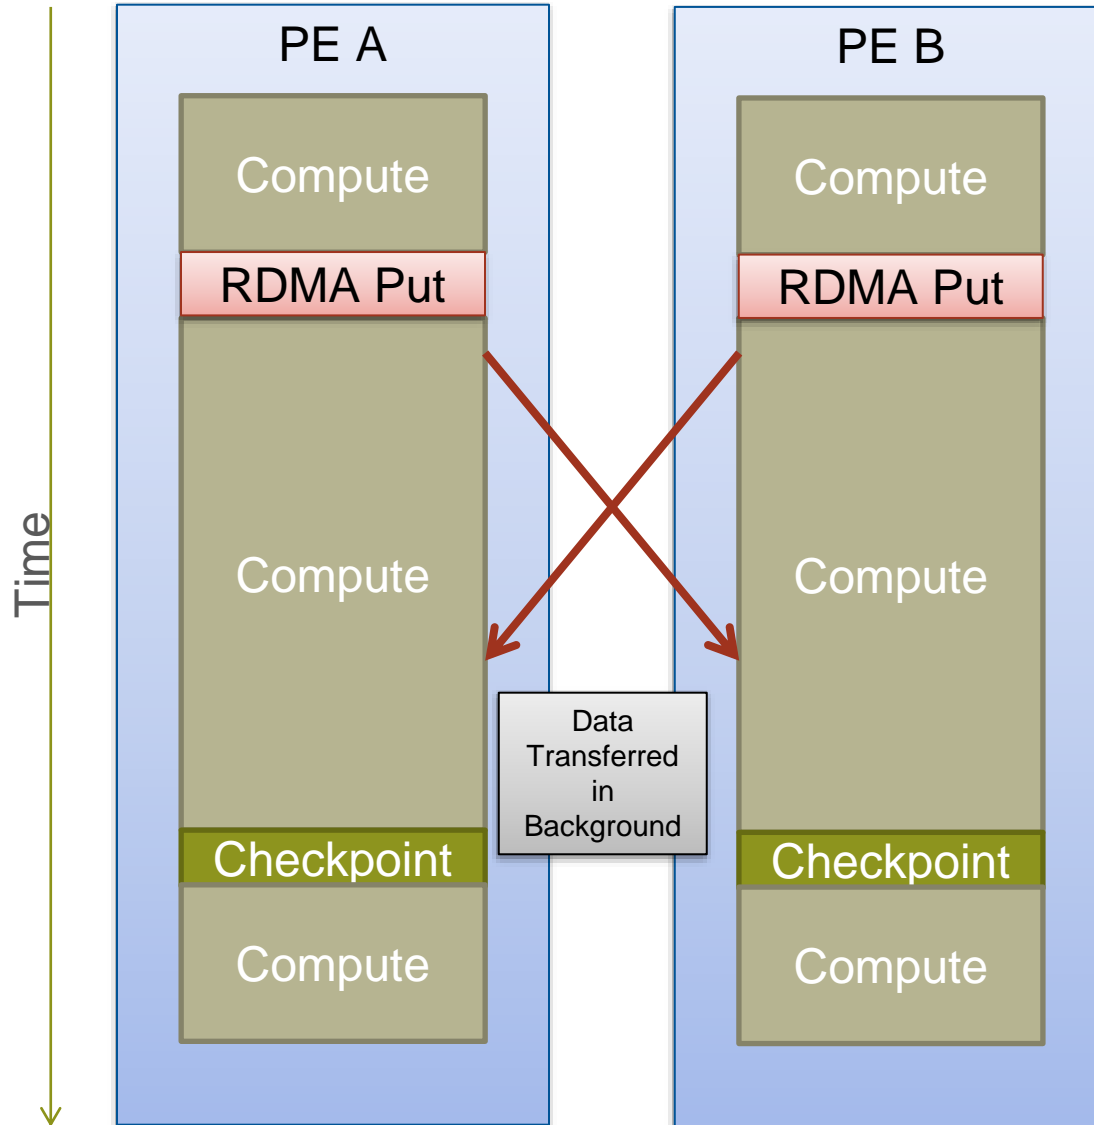 PE A
Compute
RDMA Put
Compute
Checkpoint
Compute
PE B
Compute
RDMA Put
Compute
Checkpoint
Compute
Data
Transferred
in
Background
Time